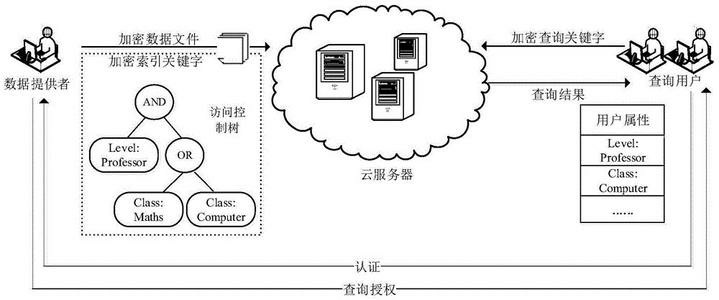 加密数据文件
加密索引关键字
数据提供者
访问控
制树
AND
Level:
Professor
OR
Class:
Maths
Class:
Computer
云服务器
加密查询关键字
查询用户
查询结果
用户属性
Level:
Professor
Class:
Computer
……
认证
查询授权